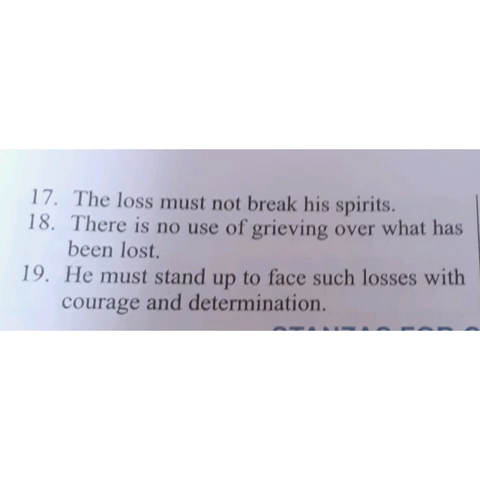 17. The loss must not break his spirits.
18. There is no use of grieving over what has
been lost.
19. He must stand up to face such losses with
courage and determination.